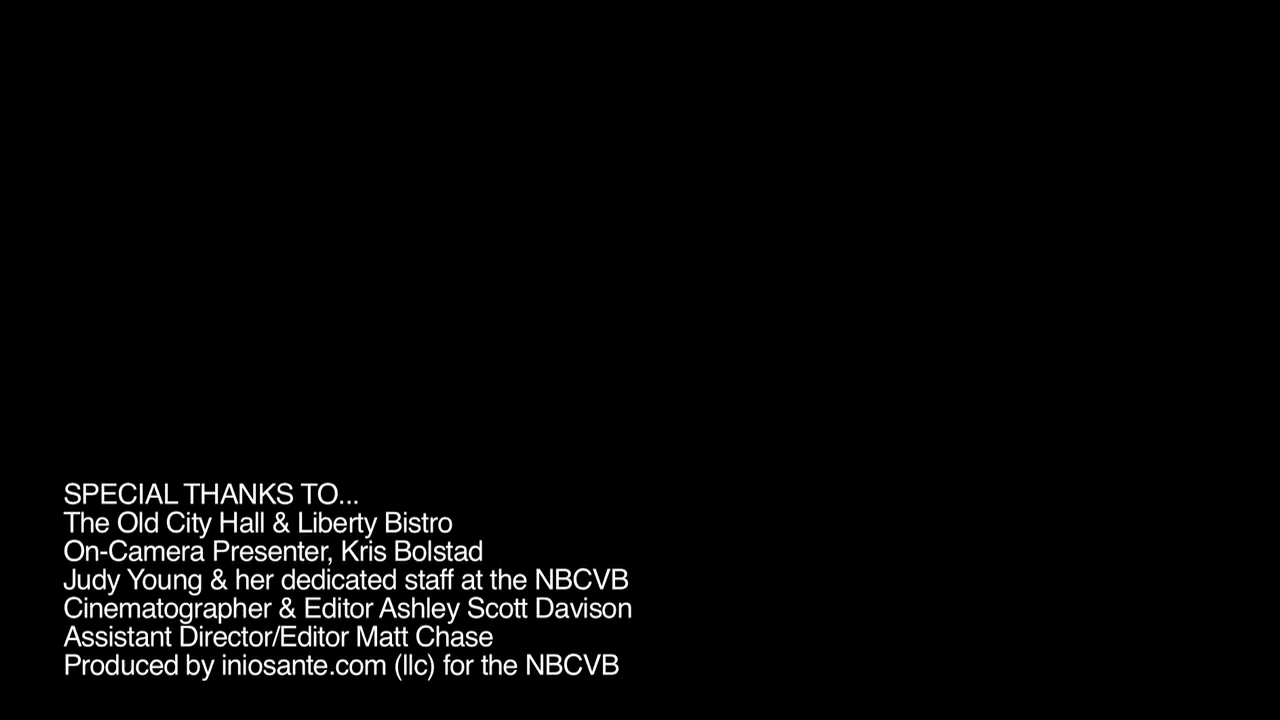 SPECIAL THANKS TO...
The Old City Hall & Liberty Bistro
On-Camera Presenter, Kris Bolstad
Judy Young & her dedicated staff at the NBCVB
Cinematographer & Editor Ashley Scott Davison
Assistant Director/Editor Matt Chase
Produced by iniosante.com (llc) for the NBCVB